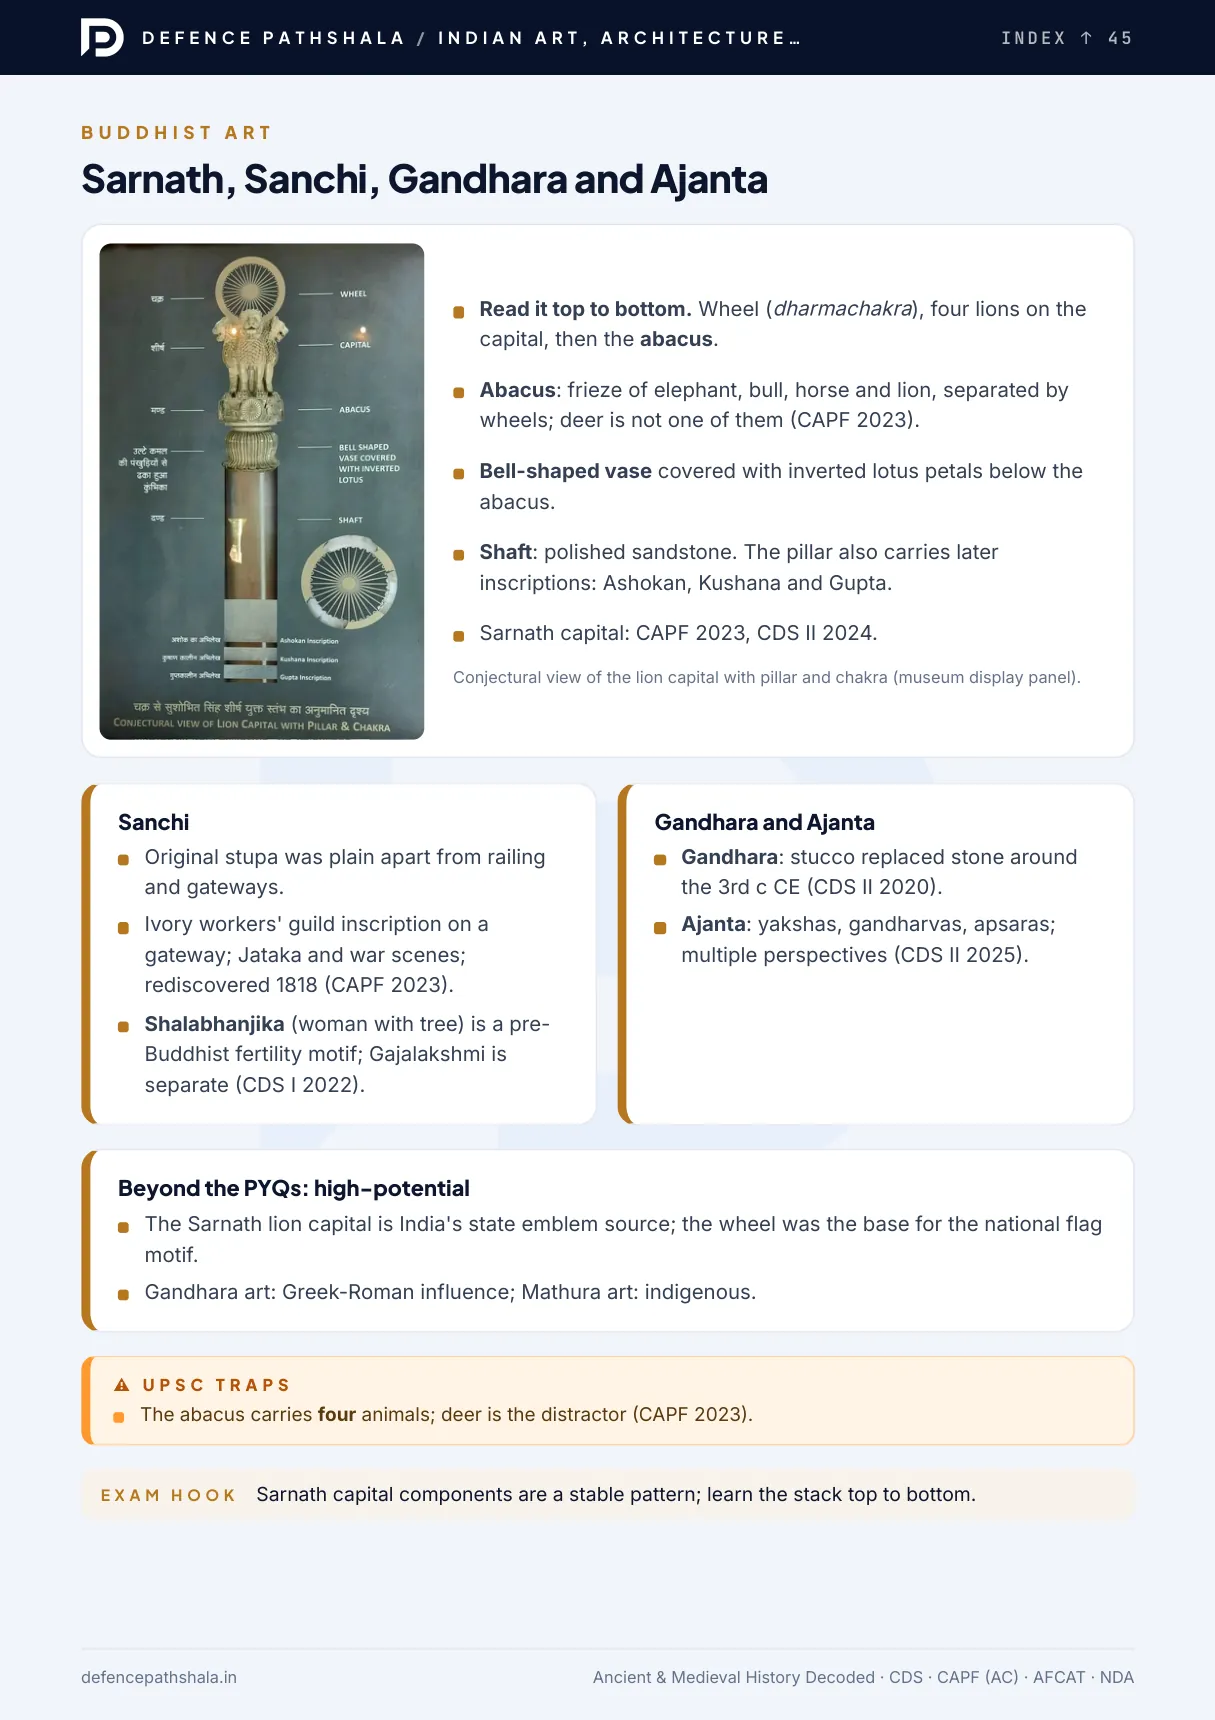 DEFENCE PATHSHALA / INDIAN ART, ARCHITECTURE…
INDEX ↑ 45
BUDDHIST ART
Sarnath, Sanchi, Gandhara and Ajanta
चक्र
WHEEL
शीर्ष
CAPITAL
मण्ड
ABACUS
उल्टे कमल
की पंखुड़ियों से
ढका हुआ
कुंभिका
BELL SHAPED
VASE COVERED
WITH INVERTED
LOTUS
दण्ड
SHAFT
अशोक का अभिलेख
Ashokan Inscription
कुषाण कालीन अभिलेख
Kushana Inscription
गुप्तकालीन अभिलेख
Gupta Inscription
चक्र से सुशोभित सिंह शीर्ष युक्त स्तंभ का अनुमानित दृश्य
CONJECTURAL VIEW OF LION CAPITAL WITH PILLAR & CHAKRA
Read it top to bottom. Wheel (dharmachakra), four lions on the
capital, then the abacus.
Abacus: frieze of elephant, bull, horse and lion, separated by
wheels; deer is not one of them (CAPF 2023).
Bell-shaped vase covered with inverted lotus petals below the
abacus.
Shaft: polished sandstone. The pillar also carries later
inscriptions: Ashokan, Kushana and Gupta.
Sarnath capital: CAPF 2023, CDS II 2024.
Conjectural view of the lion capital with pillar and chakra (museum display panel).
Sanchi
Original stupa was plain apart from railing
and gateways.
Ivory workers' guild inscription on a
gateway; Jataka and war scenes;
rediscovered 1818 (CAPF 2023).
Shalabhanjika (woman with tree) is a pre-
Buddhist fertility motif; Gajalakshmi is
separate (CDS I 2022).
Gandhara and Ajanta
Gandhara: stucco replaced stone around
the 3rd c CE (CDS II 2020).
Ajanta: yakshas, gandharvas, apsaras;
multiple perspectives (CDS II 2025).
Beyond the PYQs: high-potential
The Sarnath lion capital is India's state emblem source; the wheel was the base for the national flag
motif.
Gandhara art: Greek-Roman influence; Mathura art: indigenous.
UPSC TRAPS
The abacus carries four animals; deer is the distractor (CAPF 2023).
EXAM HOOK Sarnath capital components are a stable pattern; learn the stack top to bottom.
defencepathshala.in
Ancient & Medieval History Decoded · CDS · CAPF (AC) · AFCAT · NDA